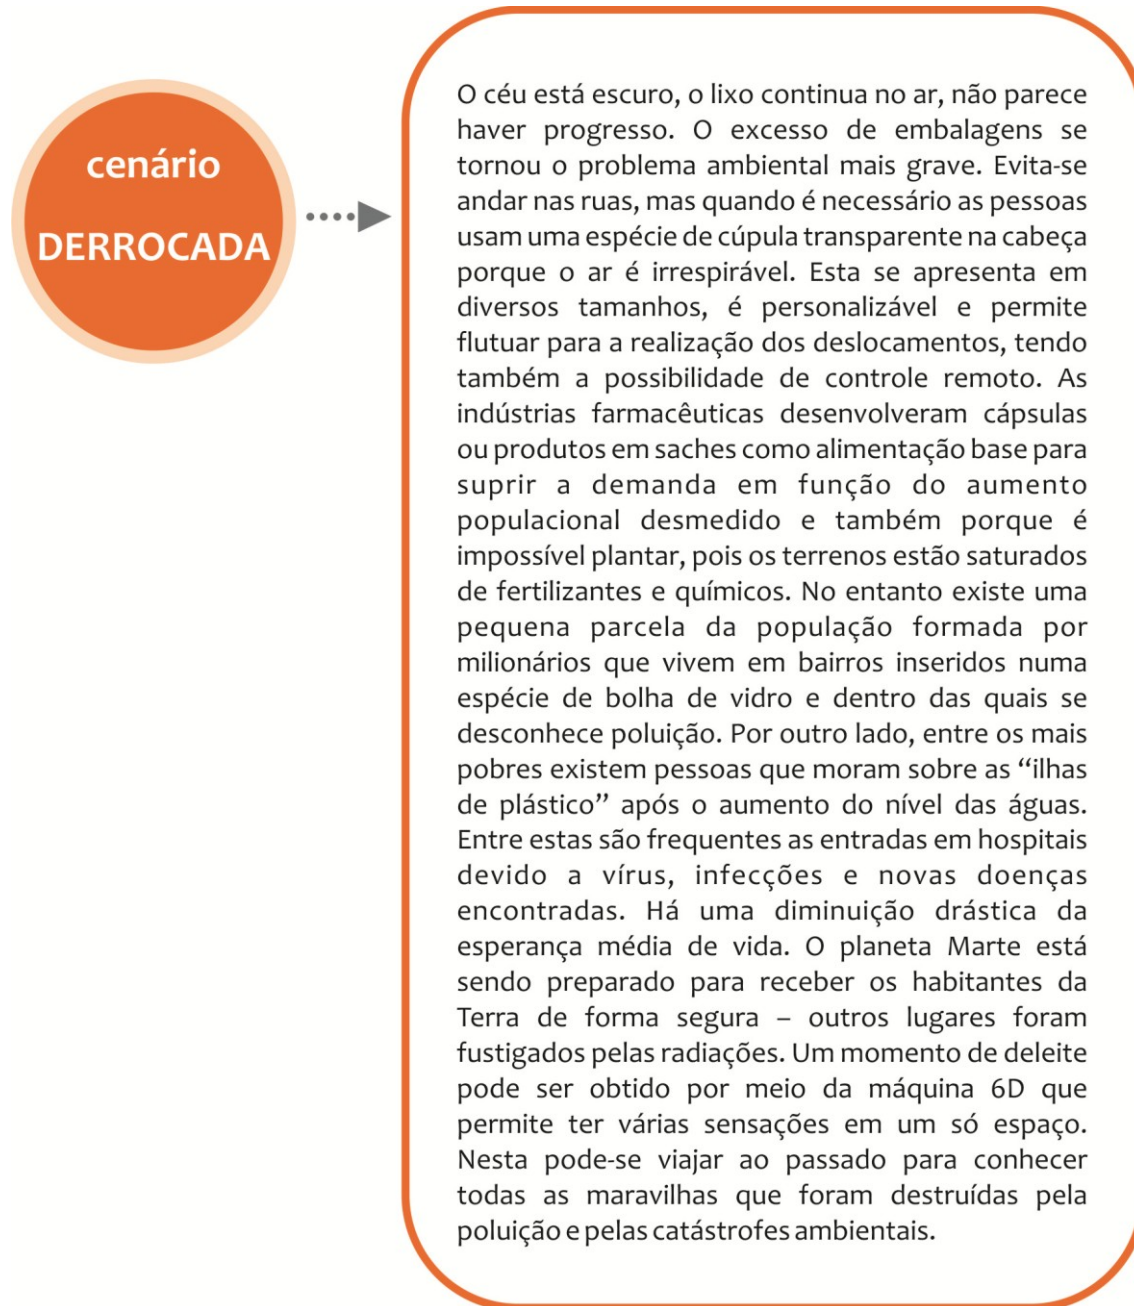 cenário
DERROCADA
O céu está escuro, o lixo continua no ar, não parece
haver progresso. O excesso de embalagens se
tornou o problema ambiental mais grave. Evita-se
andar nas ruas, mas quando é necessário as pessoas
usam uma espécie de cúpula transparente na cabeça
porque o ar é irrespirável. Esta se apresenta em
diversos tamanhos, é personalizável e permite
flutuar para a realização dos deslocamentos, tendo
também a possibilidade de controle remoto. As
indústrias farmacêuticas desenvolveram cápsulas
ou produtos em saches como alimentação base para
suprir a demanda em função do aumento
populacional desmedido e também porque é
impossível plantar, pois os terrenos estão saturados
de fertilizantes e químicos. No entanto existe uma
pequena parcela da população formada por
milionários que vivem em bairros inseridos numa
espécie de bolha de vidro e dentro das quais se
desconhece poluição. Por outro lado, entre os mais
pobres existem pessoas que moram sobre as “ilhas
de plástico” após o aumento do nível das águas.
Entre estas são frequentes as entradas em hospitais
devido a vírus, infecções e novas doenças
encontradas. Há uma diminuição drástica da
esperança média de vida. O planeta Marte está
sendo preparado para receber os habitantes da
Terra de forma segura – outros lugares foram
fustigados pelas radiações. Um momento de deleite
pode ser obtido por meio da máquina 6D que
permite ter várias sensações em um só espaço.
Nesta pode-se viajar ao passado para conhecer
todas as maravilhas que foram destruídas pela
poluição e pelas catástrofes ambientais.